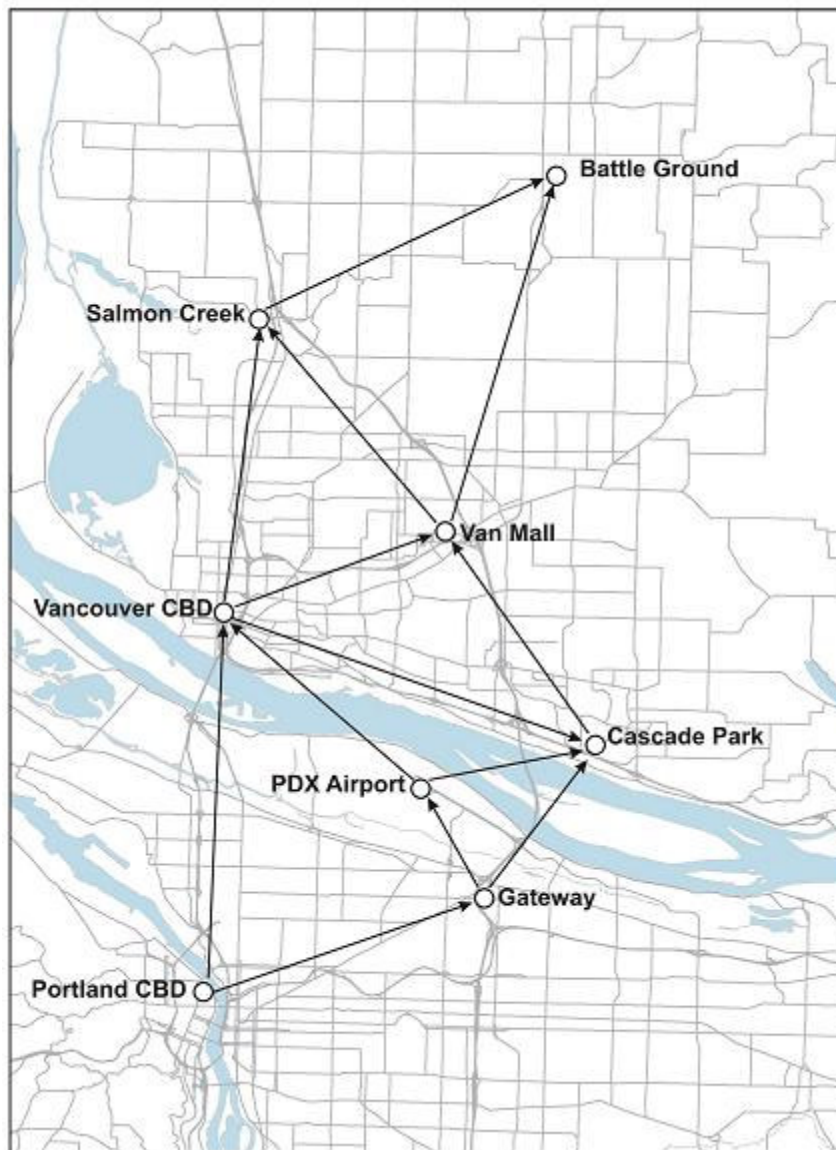 Battle Ground
Salmon Creek
Van Mall
Vancouver CBD
Cascade Park
PDX Airport
Gateway
Portland CBD